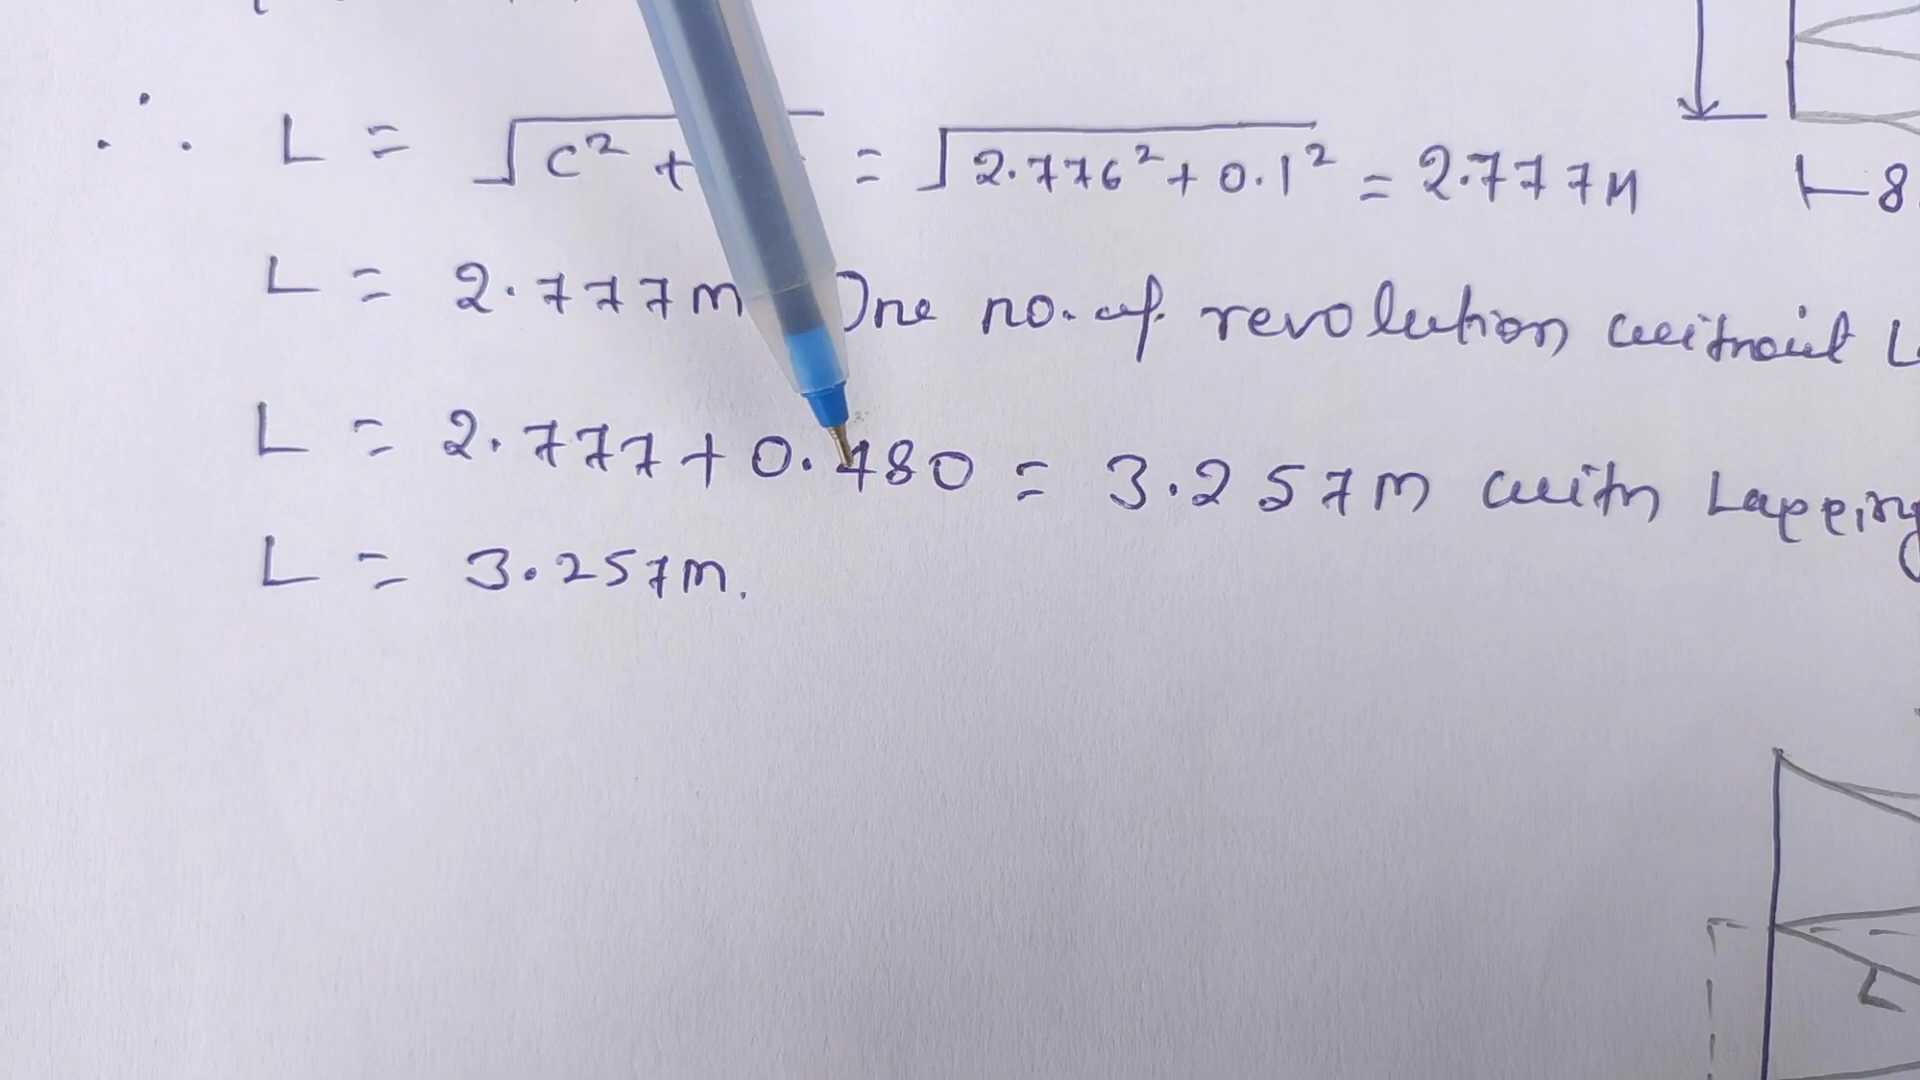 ∴ L = √C² + = √2.776² + 0.1² = 2.777M
L = 2.777m One no. of revolution without
L = 2.777 + 0.480 = 3.257m with Lapping
L = 3.257m.
8
L